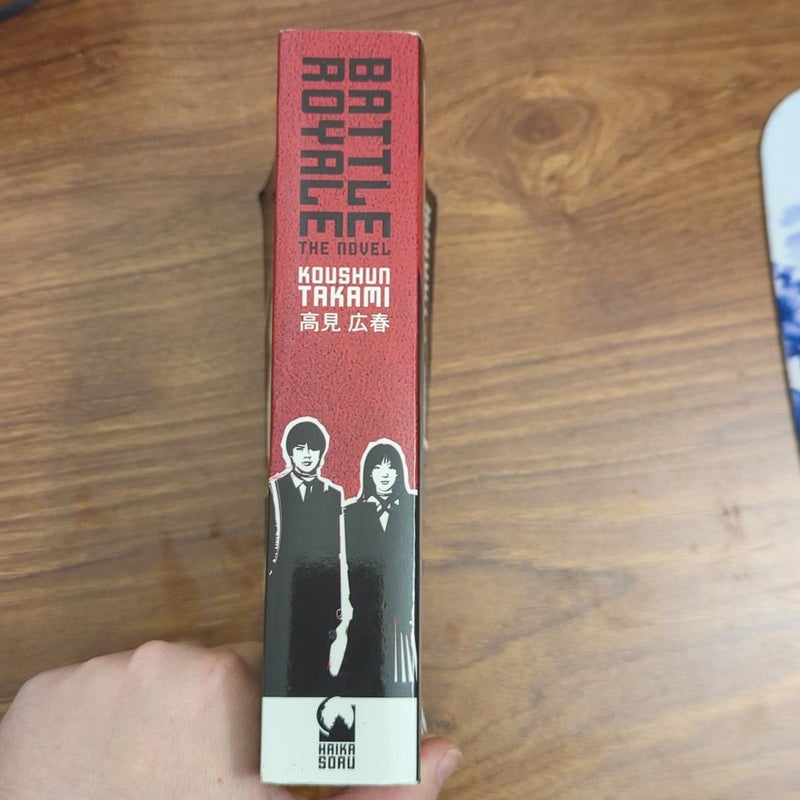 BATTLE
ROYALE
THE NOVEL
KOUSHUN
TAKAMI
高見 広春
HAIKA
SORU